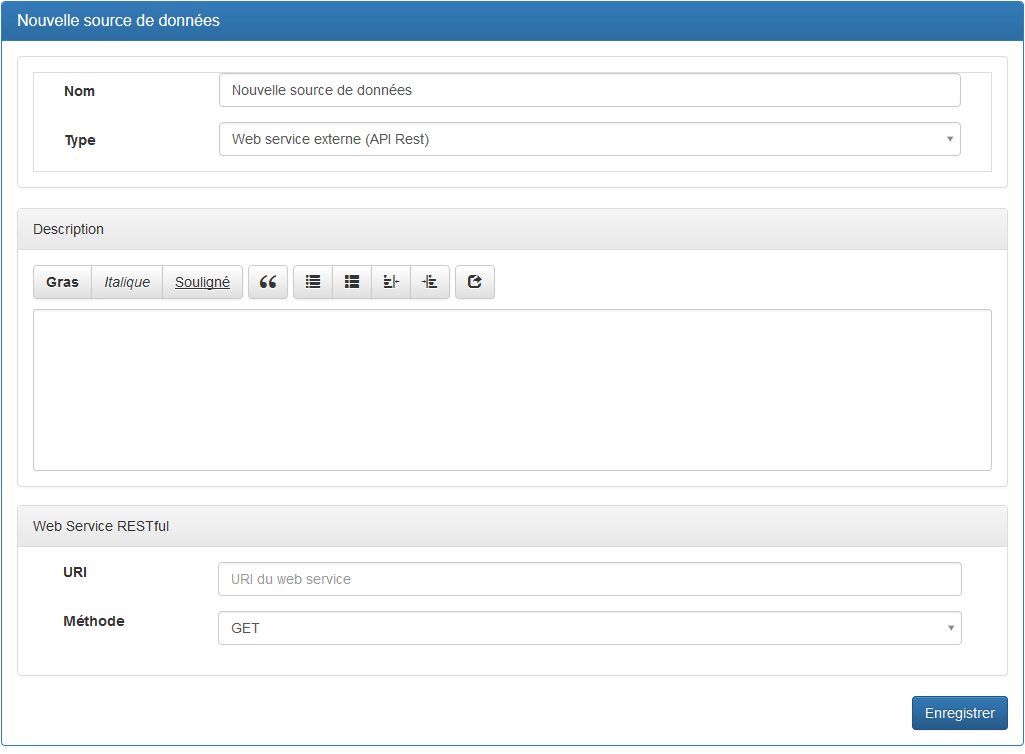 Nouvelle source de données
Nom
Nouvelle source de données
Type
Web service externe (API Rest)
Description
Gras Italique Souligné
Web Service RESTful
URI
URI du web service
Méthode
GET
Enregistrer